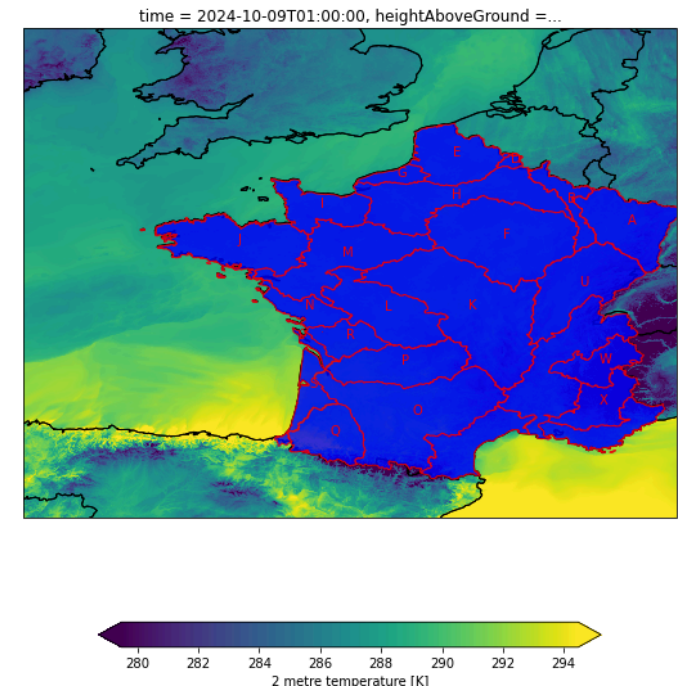 time = 2024-10-09T01:00:00, heightAboveGround =...
E
G
H
I
A
F
J
M
U
N
L
K
R
P
W
X
O
Q
280 282 284 286 288 290 292 294
2 metre temperature [K]